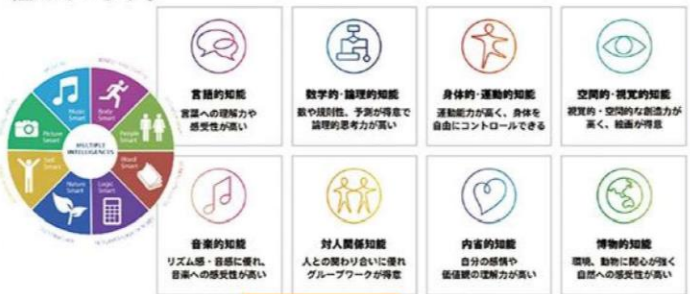 Music
Smart
Body
Smart
People
Smart
Word
Smart
Logic
Smart
Nature
Smart
Self
Smart
Picture
Smart
MULTIPLE
INTELLIGENCES
言語的知能
言葉への理解力や
感受性が高い
数学的・論理的知能
数や規則性、予測が得意で
論理的思考力が高い
身体的・運動的知能
運動能力が高く、身体を
自由にコントロールできる
空間的・視覚的知能
視覚的・空間的な創造力が
高く、絵画が得意
音楽的知能
リズム感・音感に優れ、
音楽への感受性が高い
対人関係知能
人との関わり合いに優れ
グループワークが得意
内省的知能
自分の感情や
価値観の理解力が高い
博物的知能
環境、動物に関心が強く
自然への感受性が高い